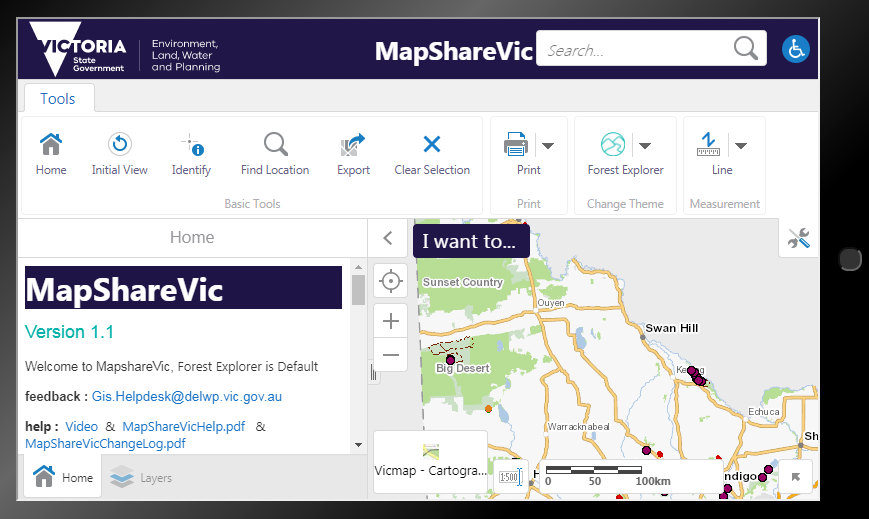 VICTORIA
State
Government
Environment,
Land, Water
and Planning
MapShareVic
Search...
Tools
Home
Initial View
Identify
Find Location
Export
Clear Selection
Basic Tools
Print
Print
Forest Explorer
Change Theme
Line
Measurement
Home
MapShareVic
Version 1.1
Welcome to MapshareVic, Forest Explorer is Default
feedback : Gis.Helpdesk@delwp.vic.gov.au
help : Video & MapShareVicHelp.pdf &
MapShareVicChangeLog.pdf
Home
Layers
I want to...
Sunset Country
Ouyen
Swan Hill
Big Desert
Echuca
Warracknabeal
Sh
Vicmap - Cartogra...
1:500
H
0 50 100km
ndigo